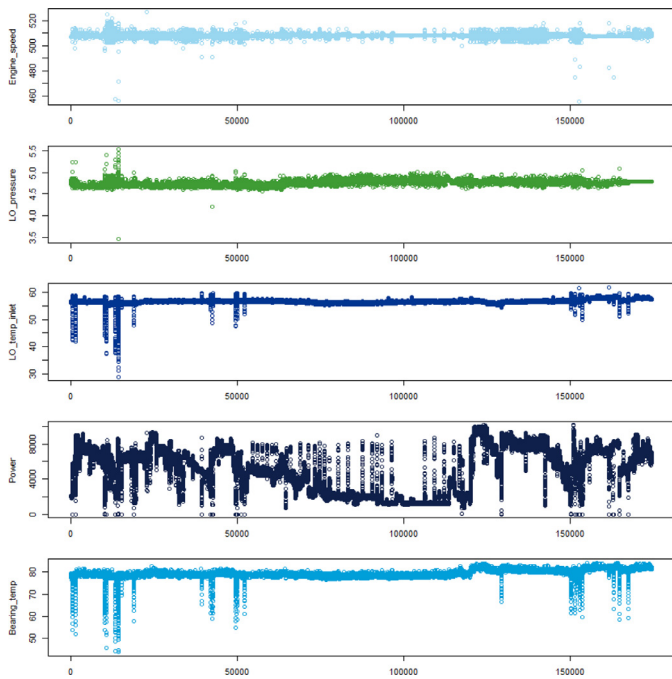 Engine_speed
460 480 500 520
0 50000 100000 150000
LO_pressure
3.5 4.0 4.5 5.0 5.5
0 50000 100000 150000
LO_temp_inlet
30 40 50 60
0 50000 100000 150000
Power
0 4000 8000
0 50000 100000 150000
Bearing_temp
50 60 70 80
0 50000 100000 150000